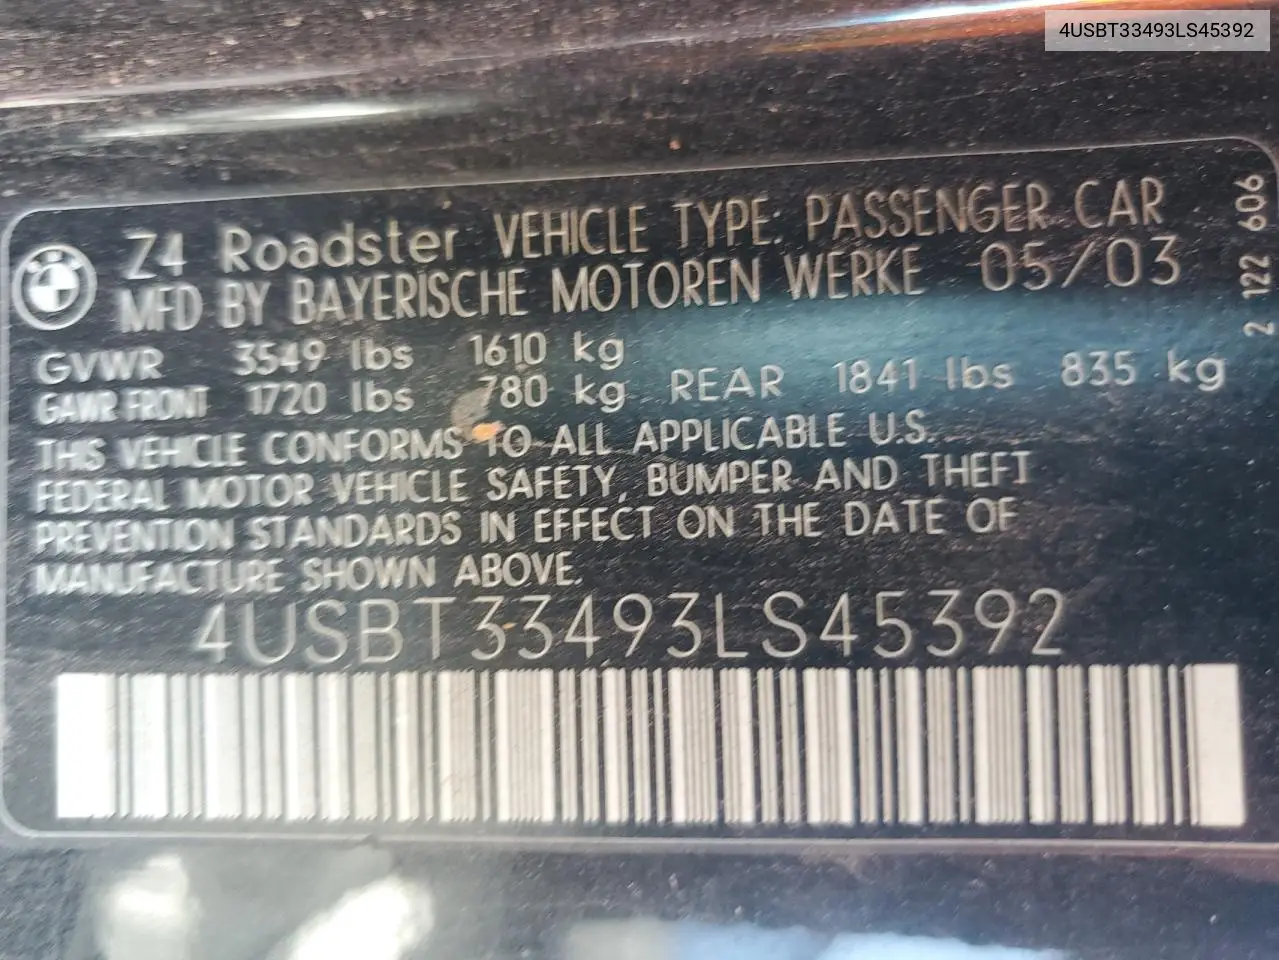 4USBT33493LS45392
Z4 Roadster VEHICLE TYPE: PASSENGER CAR
MFD BY BAYERISCHE MOTOREN WERKE 05/03
GVWR 3549 lbs 1610 kg
GAWR FRONT 1720 lbs 780 kg REAR 1841 lbs 835 kg
THIS VEHICLE CONFORMS TO ALL APPLICABLE U.S.
FEDERAL MOTOR VEHICLE SAFETY, BUMPER AND THEFT
PREVENTION STANDARDS IN EFFECT ON THE DATE OF
MANUFACTURE SHOWN ABOVE.
4USBT33493LS45392
2 122 606